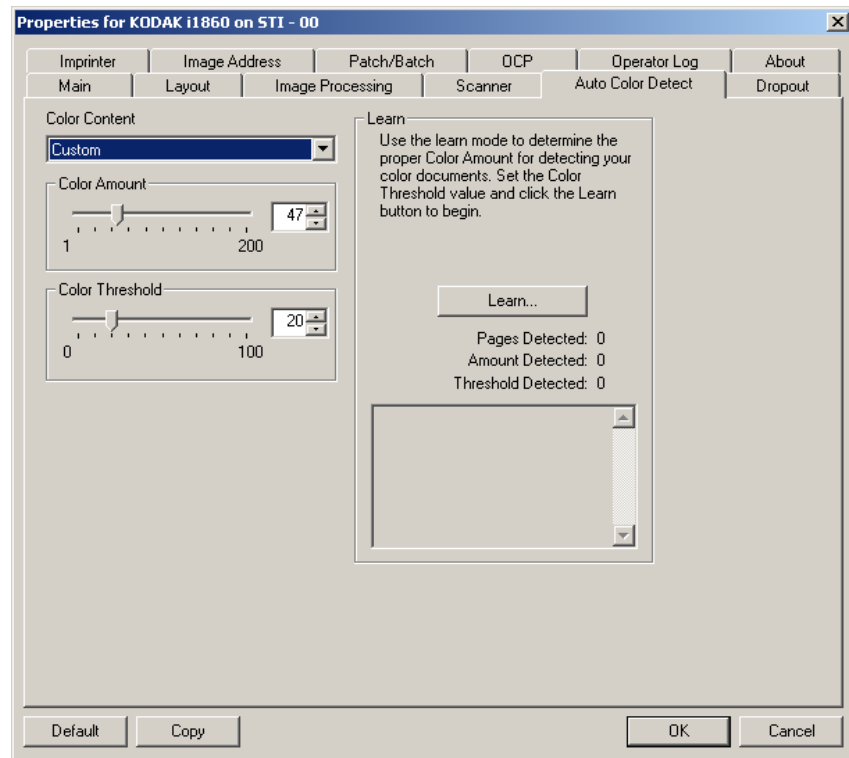 Properties for KODAK i1860 on STI - 00
Imprinter Image Address Patch/Batch OCP Operator Log About
Main Layout Image Processing Scanner Auto Color Detect Dropout
Color Content
Custom
Color Amount
47
1 200
Color Threshold
20
0 100
Learn
Use the learn mode to determine the
proper Color Amount for detecting your
color documents. Set the Color
Threshold value and click the Learn
button to begin.
Learn...
Pages Detected: 0
Amount Detected: 0
Threshold Detected: 0
Default Copy OK Cancel